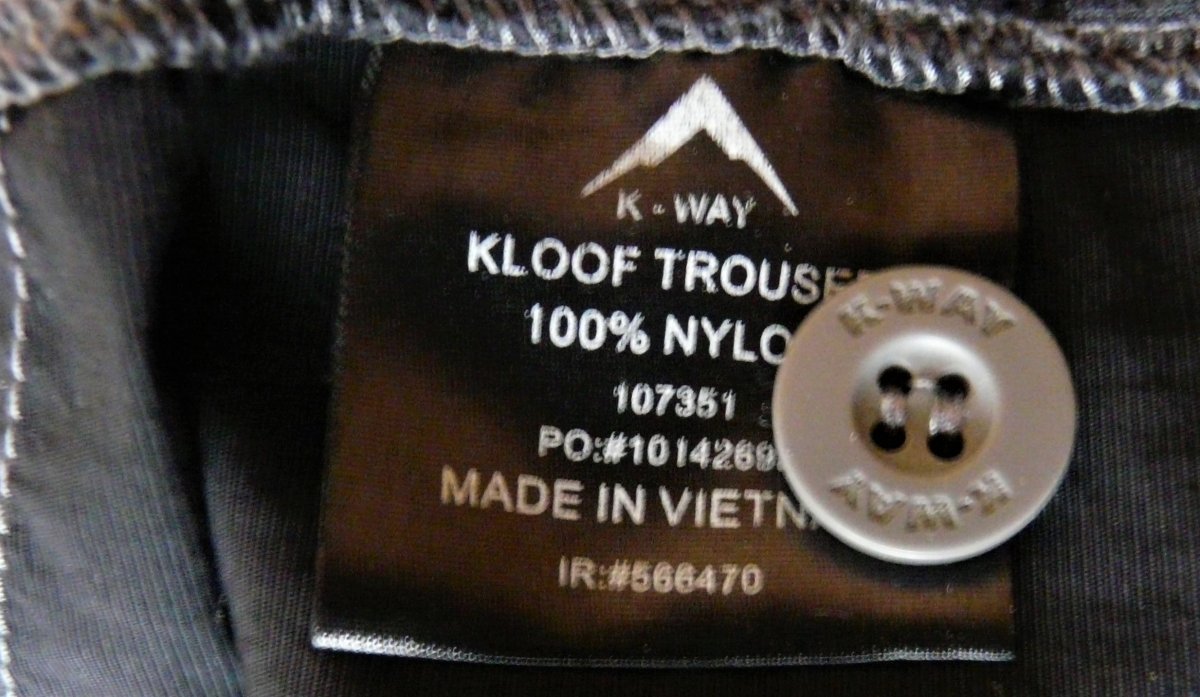 K-WAY
KLOOF TROUSE
100% NYLO
107351
PO:#1014269
MADE IN VIETN
IR:#566470
K-WAY
K-WAY